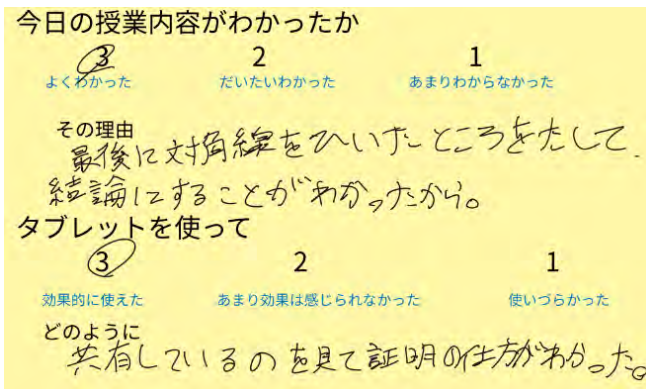 今日の授業内容がわかったか
3 2 1
よくわかった だいたいわかった あまりわからなかった
その理由
最後に対角線をひいたところをたして、
結論にすることがわかったから。
タブレットを使って
3 2 1
効果的に使えた あまり効果は感じられなかった 使いづらかった
どのように
共有しているのを見て証明の仕方がわかった。